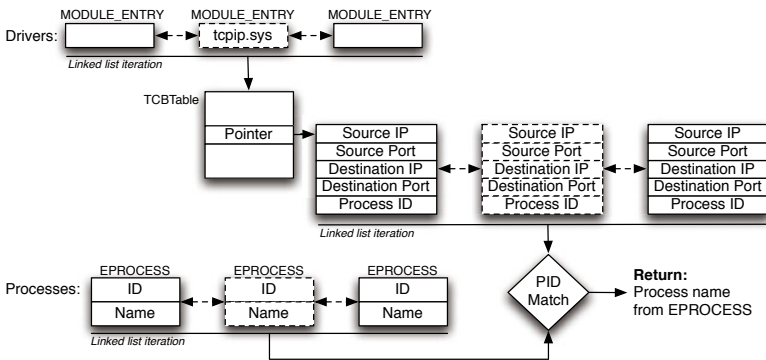 MODULE_ENTRY MODULE_ENTRY MODULE_ENTRY
Drivers: tcpip.sys
Linked list iteration
TCBTable
Pointer
Source IP
Source Port
Destination IP
Destination Port
Process ID
Source IP
Source Port
Destination IP
Destination Port
Process ID
Source IP
Source Port
Destination IP
Destination Port
Process ID
Linked list iteration
EPROCESS EPROCESS EPROCESS
Processes: ID ID ID
Name Name Name
Linked list iteration
PID
Match
Return:
Process name
from EPROCESS